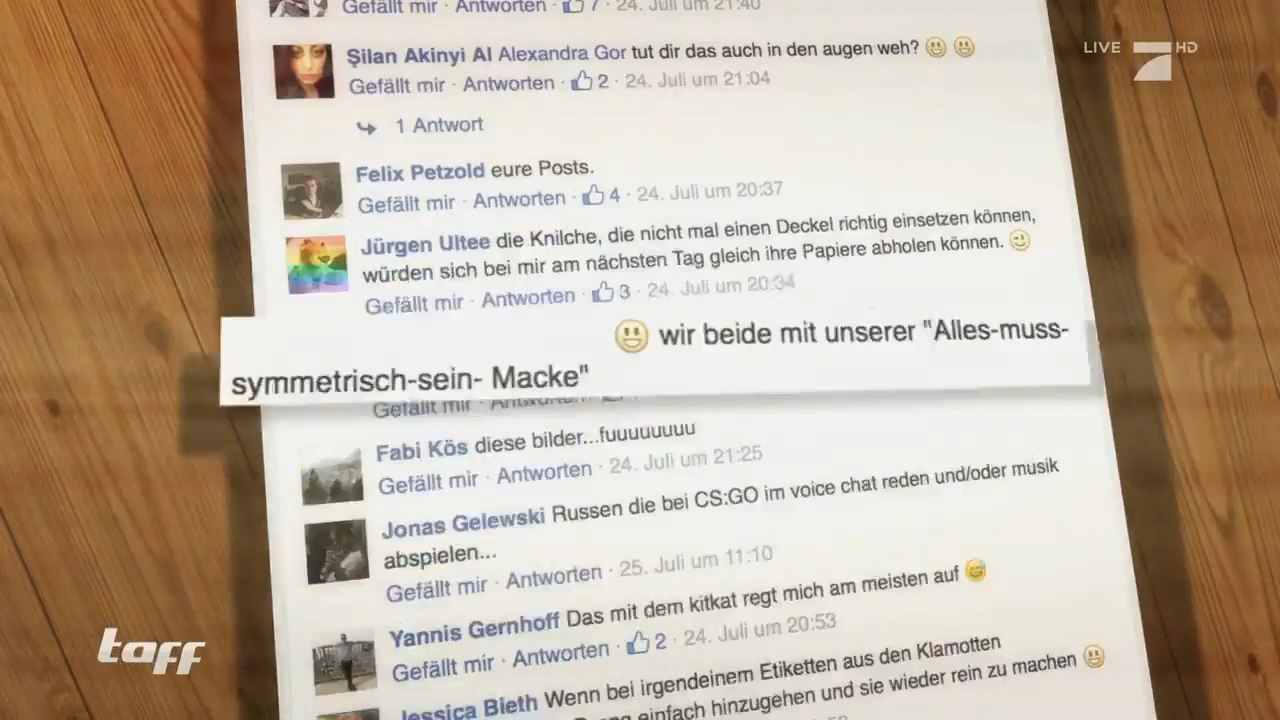 Gefällt mir · Antworten · 7 · 24. Juli um 21:40
Şilan Akinyi Al Alexandra Gor tut dir das auch in den augen weh?
LIVE HD
Gefällt mir · Antworten · 2 · 24. Juli um 21:04
1 Antwort
Felix Petzold eure Posts.
Gefällt mir · Antworten · 4 · 24. Juli um 20:37
Jürgen Ultee die Knilche, die nicht mal einen Deckel richtig einsetzen können,
würden sich bei mir am nächsten Tag gleich ihre Papiere abholen können.
Gefällt mir · Antworten · 3 · 24. Juli um 20:34
wir beide mit unserer "Alles-muss-
symmetrisch-sein- Macke"
Gefällt mir · Antworten
Fabi Kös diese bilder...fuuuuuuuu
Gefällt mir · Antworten · 24. Juli um 21:25
Jonas Gelewski Russen die bei CS:GO im voice chat reden und/oder musik
abspielen...
Gefällt mir · Antworten · 25. Juli um 11:10
Yannis Gernhoff Das mit dem kitkat regt mich am meisten auf
Gefällt mir · Antworten · 2 · 24. Juli um 20:53
taff
Jessica Bieth Wenn bei irgendeinem Etiketten aus den Klamotten
einfach hinzugehen und sie wieder rein zu machen